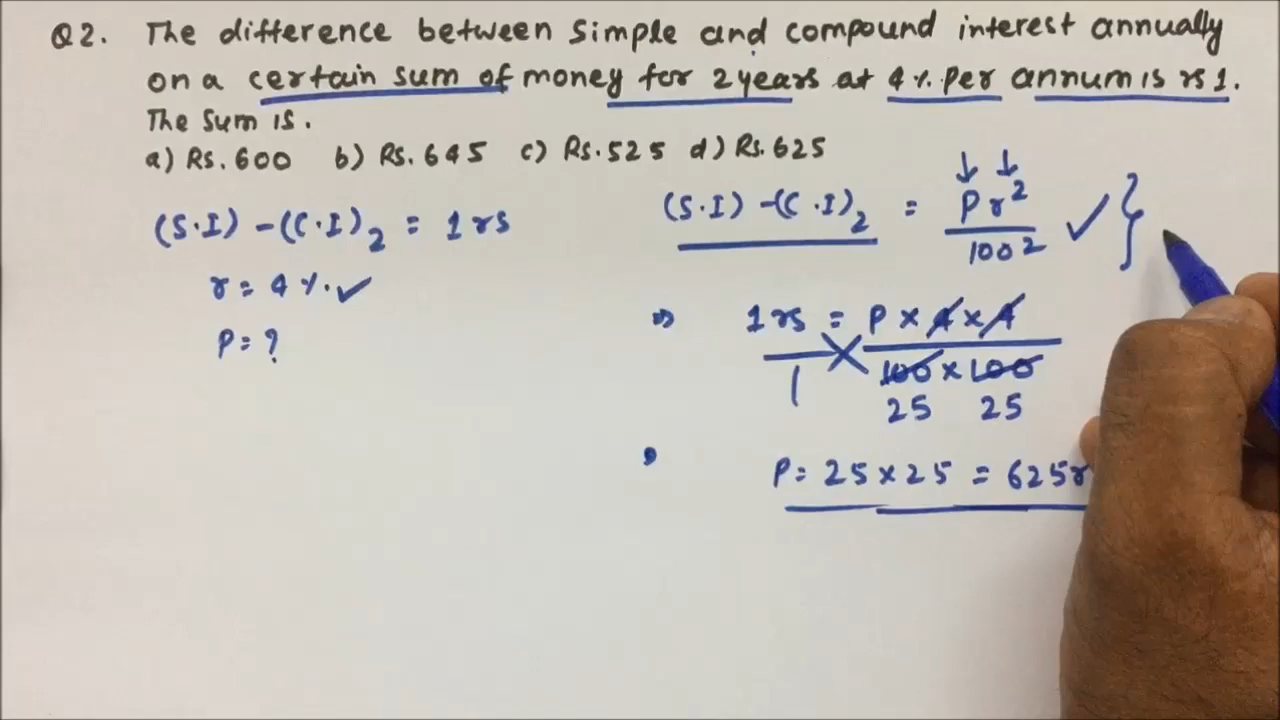 Q2. The difference between simple and compound interest annually
on a certain sum of money for 2 years at 4 % per annum is rs 1.
The sum is.
a) Rs. 600 b) Rs. 645 c) Rs. 525 d) Rs. 625
(S.I) - (C.I)2 = 1 rs
r = 4 %. ✓
P = ?
(S.I) - (C.I)2 = Pr² / 100² ✓ }
⇒ 1 rs / 1 = P × 4 × 4 / 100 × 100
25 25
P = 25 × 25 = 625r